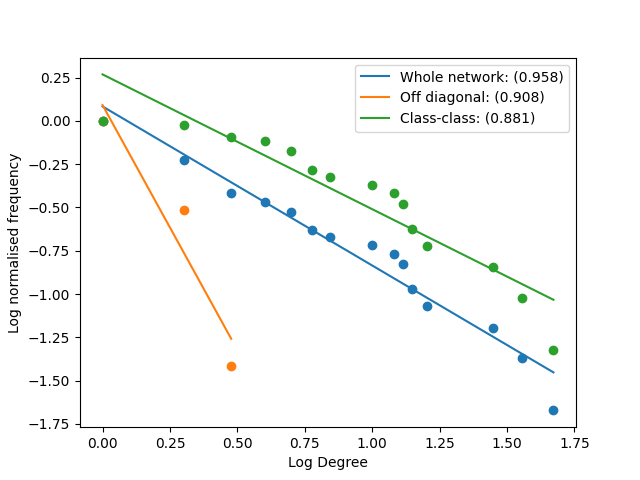 Whole network: (0.958)
Off diagonal: (0.908)
Class-class: (0.881)
0.25
0.00
−0.25
−0.50
−0.75
−1.00
−1.25
−1.50
−1.75
Log normalised frequency
0.00 0.25 0.50 0.75 1.00 1.25 1.50 1.75
Log Degree